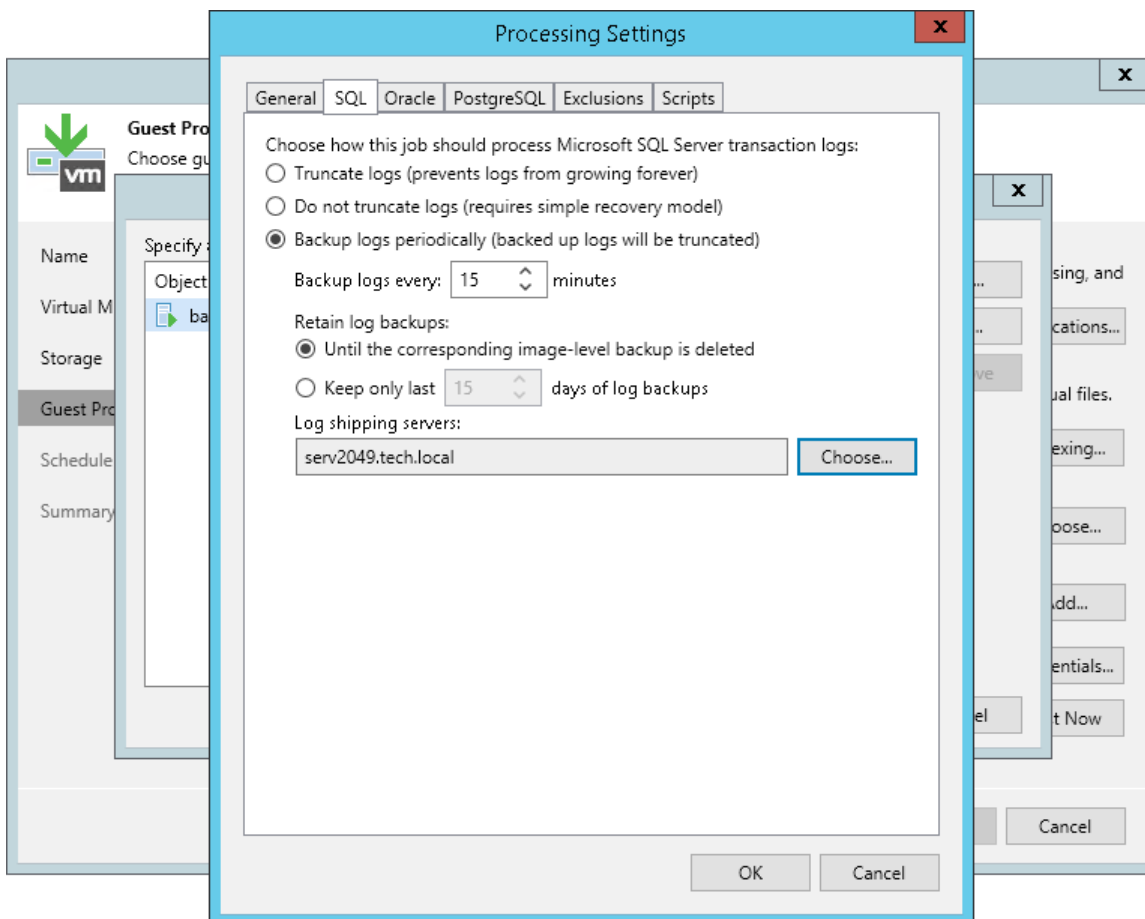 Processing Settings
x
x
General SQL Oracle PostgreSQL Exclusions Scripts
Guest Pro
Choose gu
vm
Choose how this job should process Microsoft SQL Server transaction logs:
Truncate logs (prevents logs from growing forever)
x
Do not truncate logs (requires simple recovery model)
Backup logs periodically (backed up logs will be truncated)
Specify
Name
Backup logs every: 15 minutes
Object
...
sing, and
Virtual M
ba
Retain log backups:
...
cations...
Until the corresponding image-level backup is deleted
Storage
Keep only last 15 days of log backups
ve
ual files.
Guest Pro
Log shipping servers:
serv2049.tech.local
Choose...
exing...
Schedule
Summary
oose...
Add...
entials...
el
t Now
Cancel
OK
Cancel